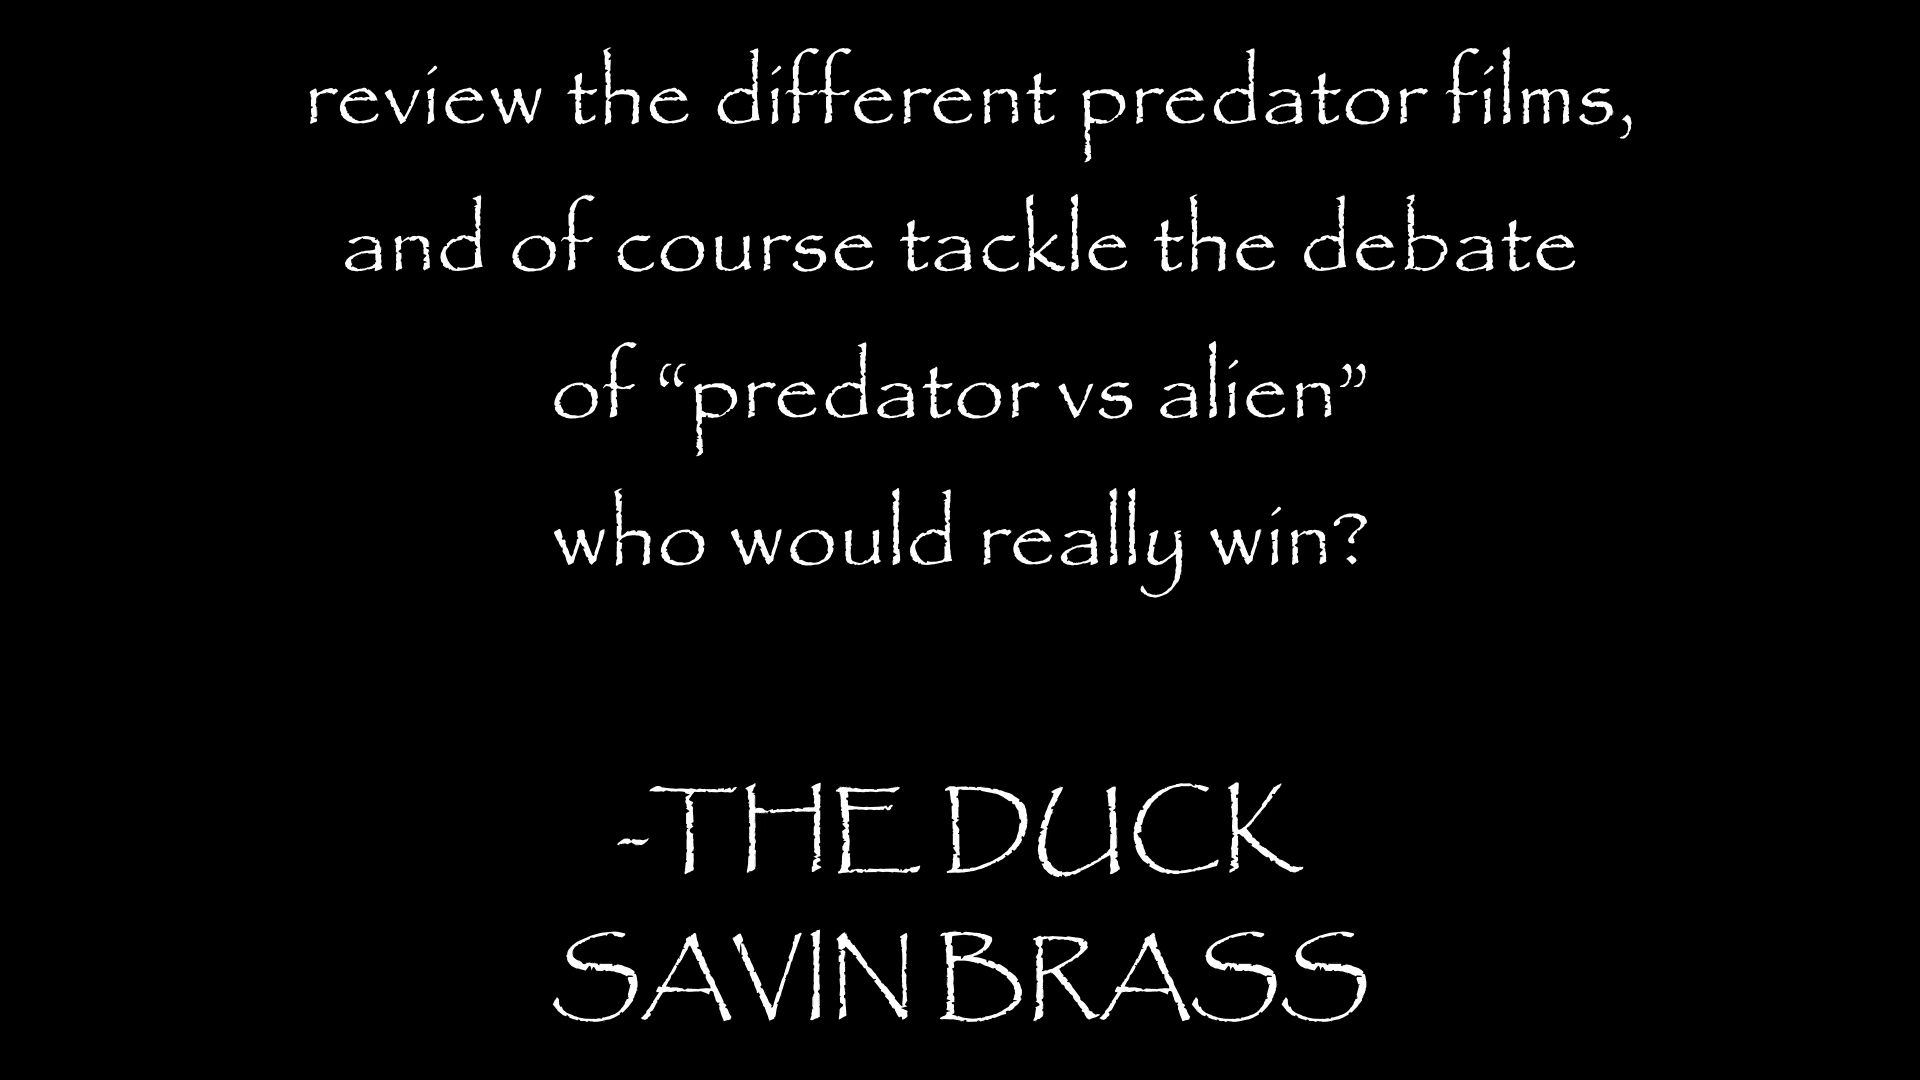 review the different predator films,
and of course tackle the debate
of “predator vs alien”
who would really win?
-THE DUCK
SAVIN BRASS